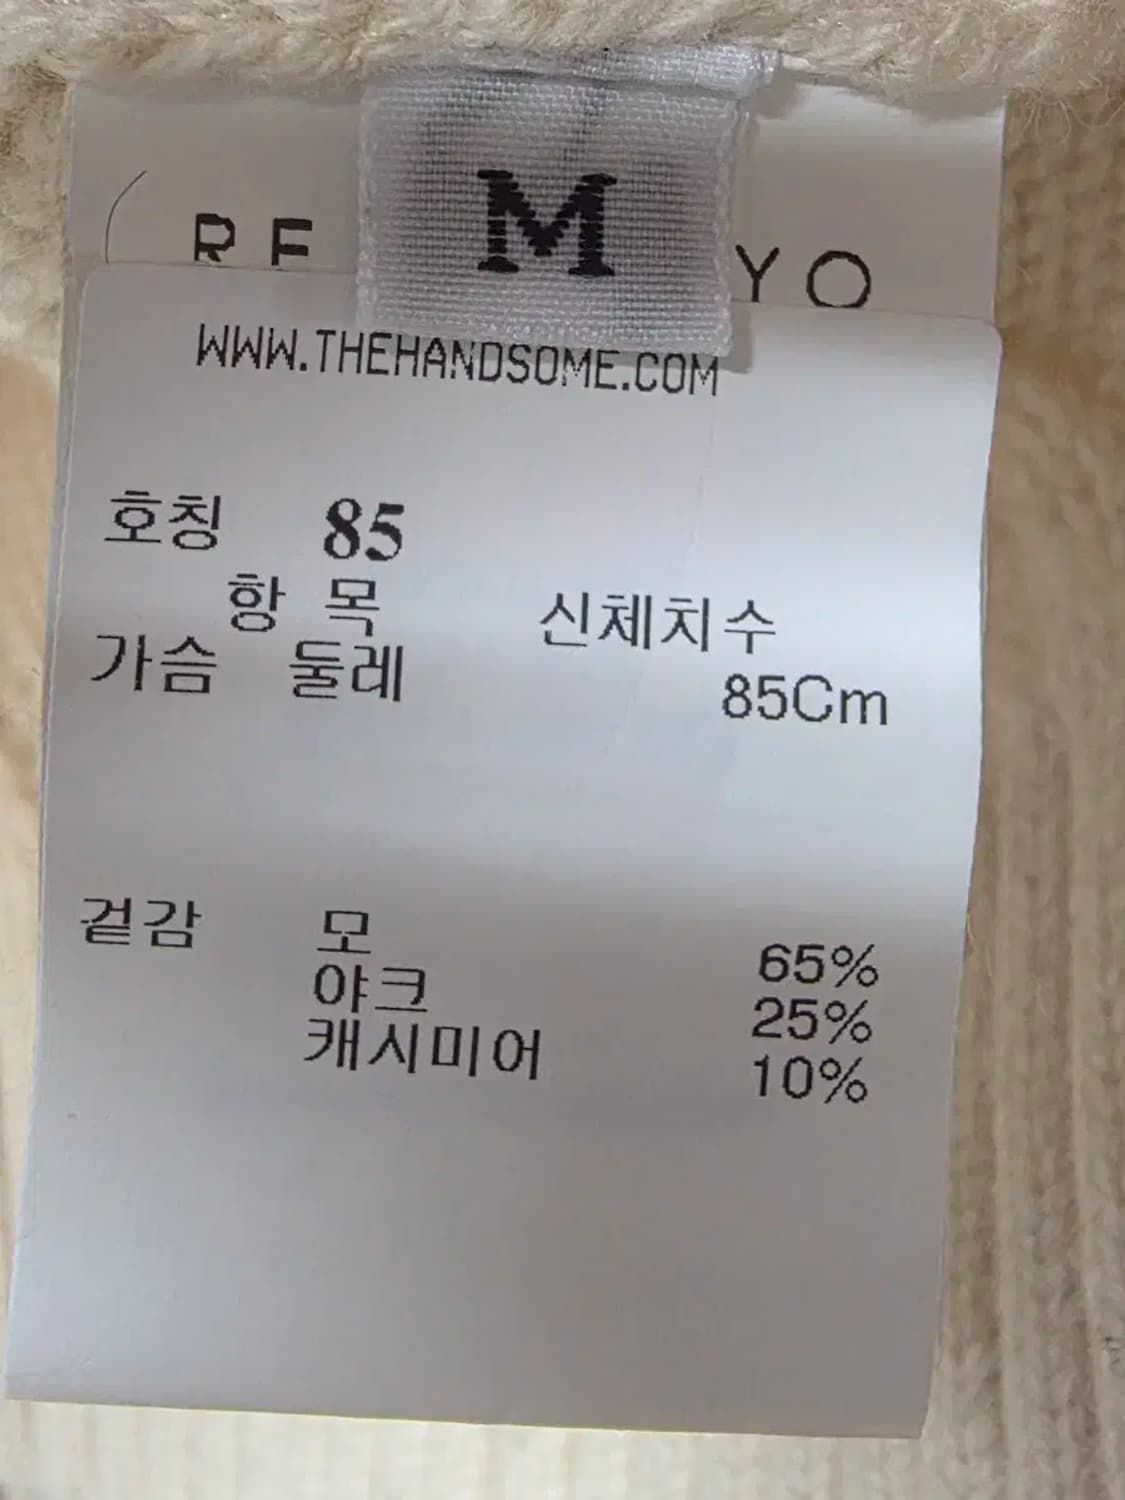 M
RE YO
WWW.THEHANDSOME.COM
호칭 85
항 목 신체치수
가슴 둘레 85Cm
겉감 모 65%
야크 25%
캐시미어 10%